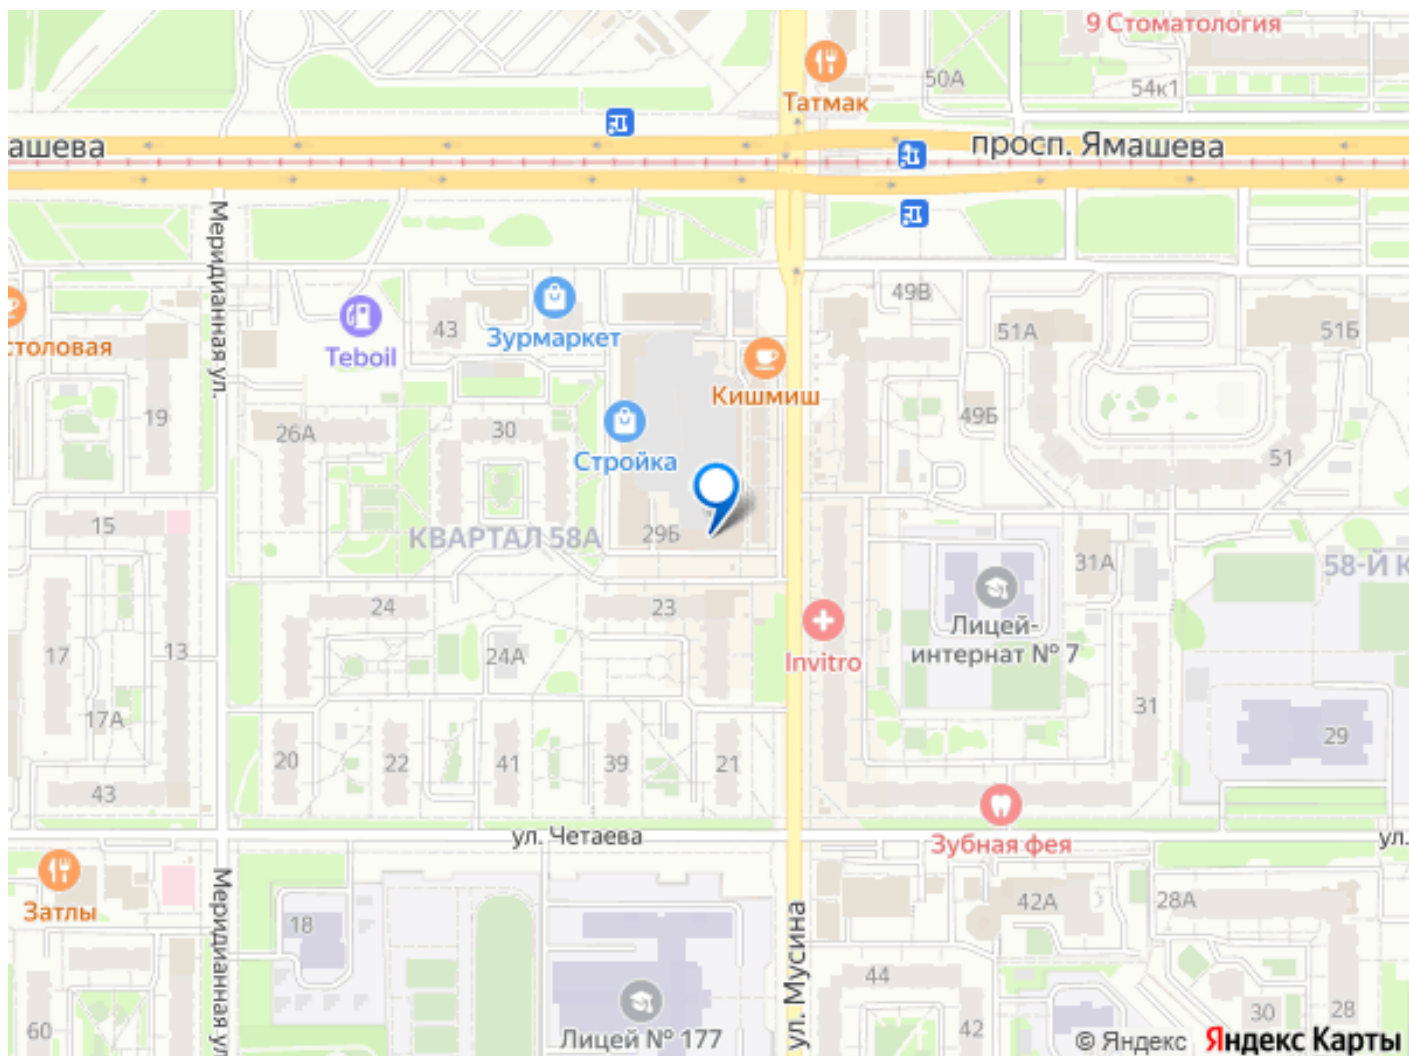 9 Стоматология
50А
54к1
Татмак
ашева
просп. Ямашева
Меридианная ул.
49В
столовая
43
Teboil
Зурмаркет
Кишмиш
51А
51Б
19
26А
30
Стройка
49Б
51
15
КВАРТАЛ 58А
29Б
31А
58-Й К
24
23
Лицей-
интернат № 7
17
13
24А
Invitro
17А
31
29
20
22
41
39
21
43
ул. Четаева
Зубная фея
ул.
Затлы
Меридианная ул
18
42А
28А
ул. Мусина
44
60
Лицей № 177
42
30
28
© Яндекс Яндекс Карты